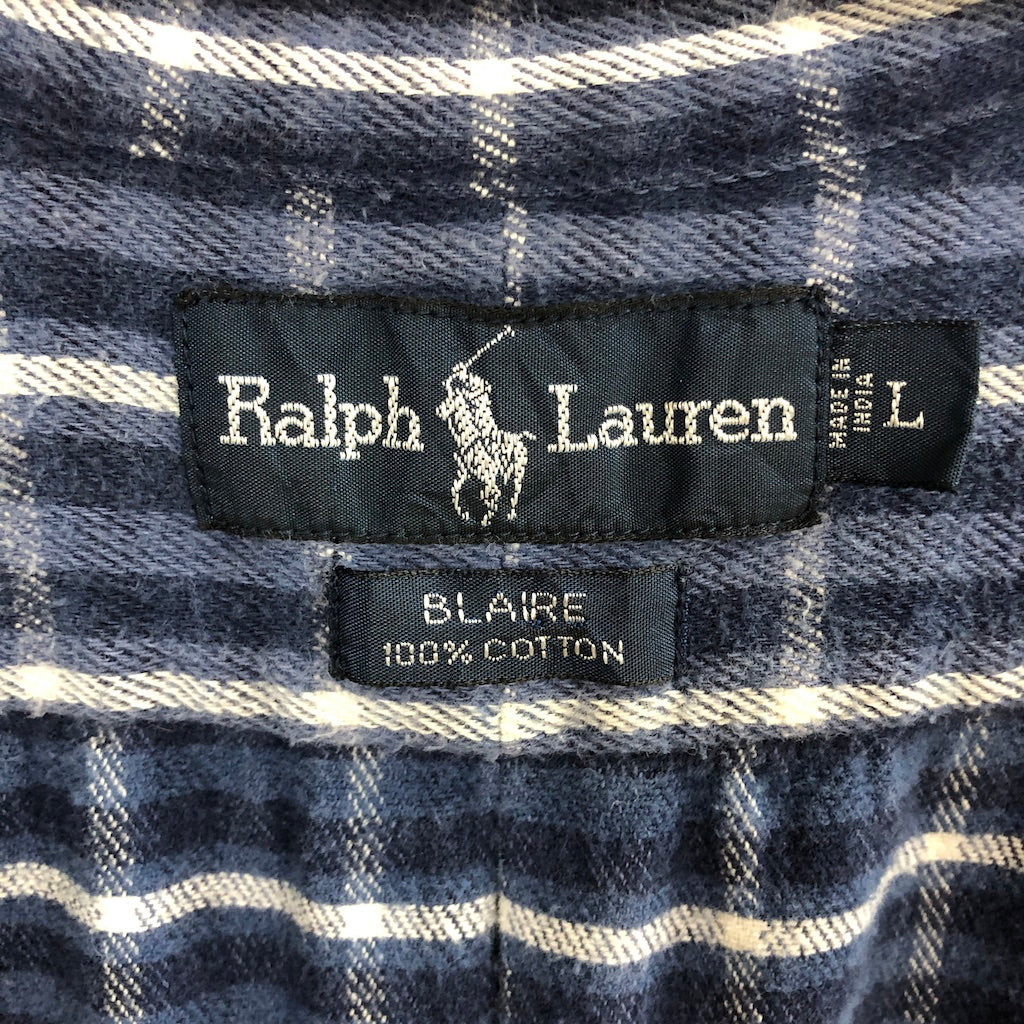 Ralph Lauren
MADE IN
INDIA
L
BLAIRE
100% COTTON